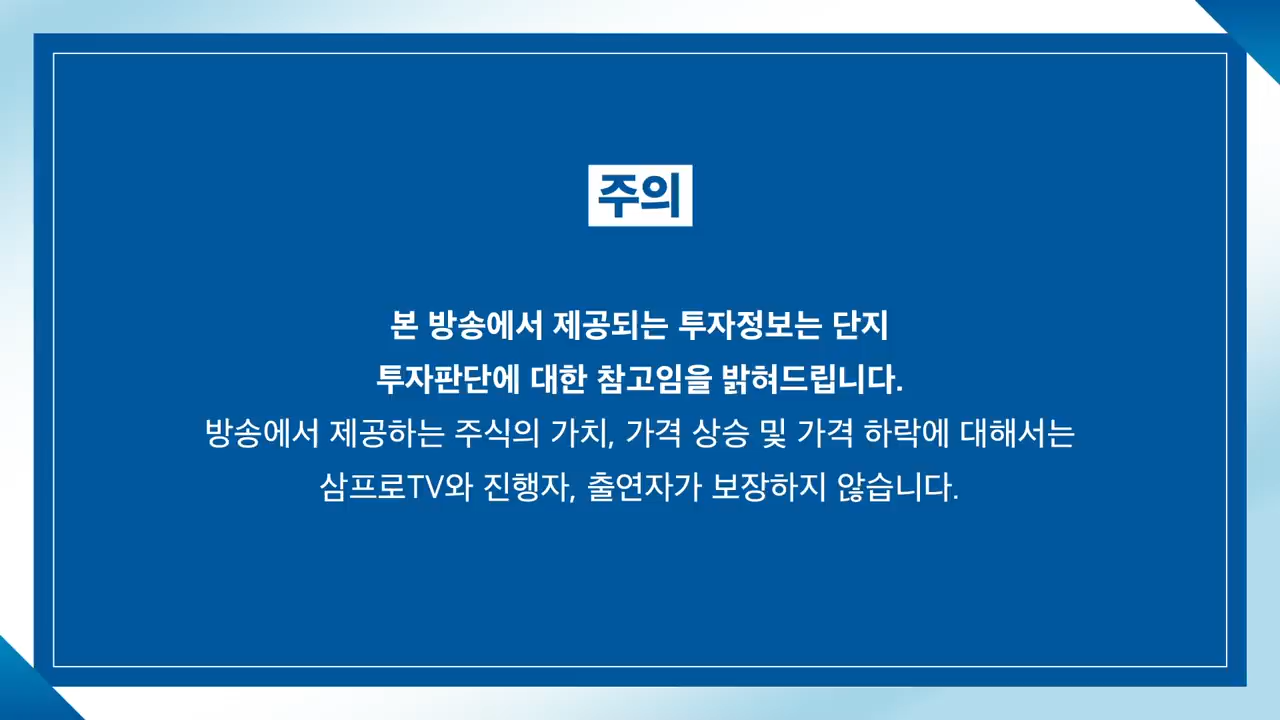 주의
본 방송에서 제공되는 투자정보는 단지
투자판단에 대한 참고임을 밝혀드립니다.
방송에서 제공하는 주식의 가치, 가격 상승 및 가격 하락에 대해서는
삼프로TV와 진행자, 출연자가 보장하지 않습니다.